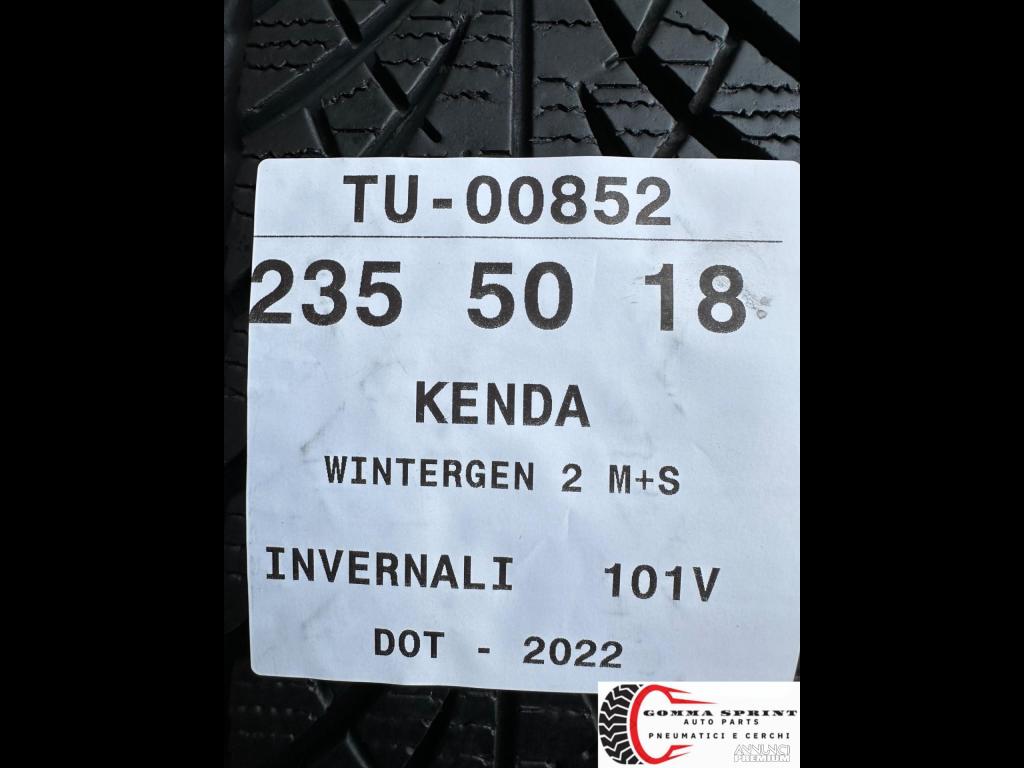 TU-00852
235 50 18
KENDA
WINTERGEN 2 M+S
INVERNALI 101V
DOT - 2022
GOMMA SPRINT
AUTO PARTS
PNEUMATICI E CERCHI
ANNUNCI
PREMIUM